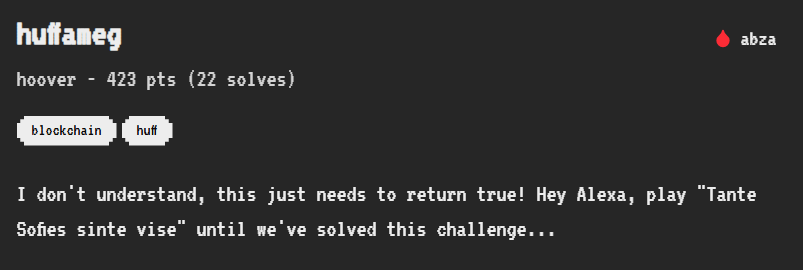 huffameg
abza
hoover - 423 pts (22 solves)
blockchain huff
I don't understand, this just needs to return true! Hey Alexa, play "Tante
Sofies sinte vise" until we've solved this challenge...